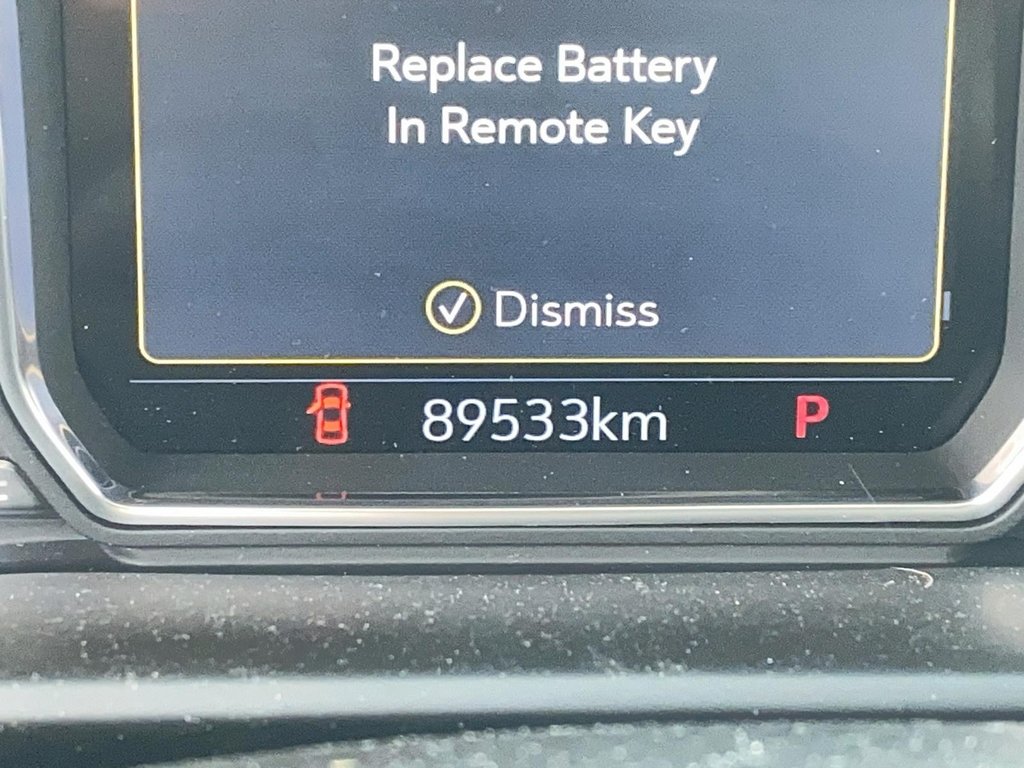 Replace Battery
In Remote Key
Dismiss
89533km P